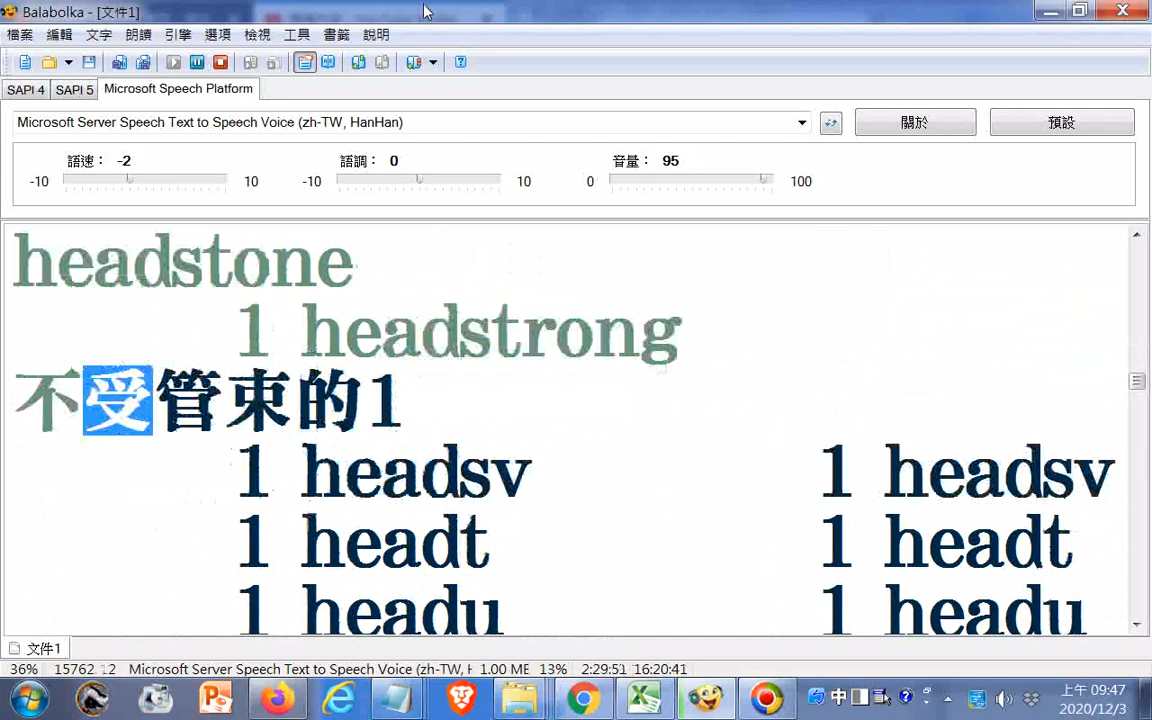 Balabolka - [文件1]
檔案 編輯 文字 朗讀 引擎 選項 檢視 工具 書籤 說明
SAPI 4 SAPI 5 Microsoft Speech Platform
Microsoft Server Speech Text to Speech Voice (zh-TW, HanHan) 關於 預設
語速： -2 語調： 0 音量： 95
-10 10 -10 10 0 100
headstone
1 headstrong
不受管束的1
1 headsv 1 headsv
1 headt 1 headt
1 headu 1 headu
文件1
36% 15762 12 Microsoft Server Speech Text to Speech Voice (zh-TW, 1.00 ME 13% 2:29:51 16:20:41
中 上午 09:47
2020/12/3